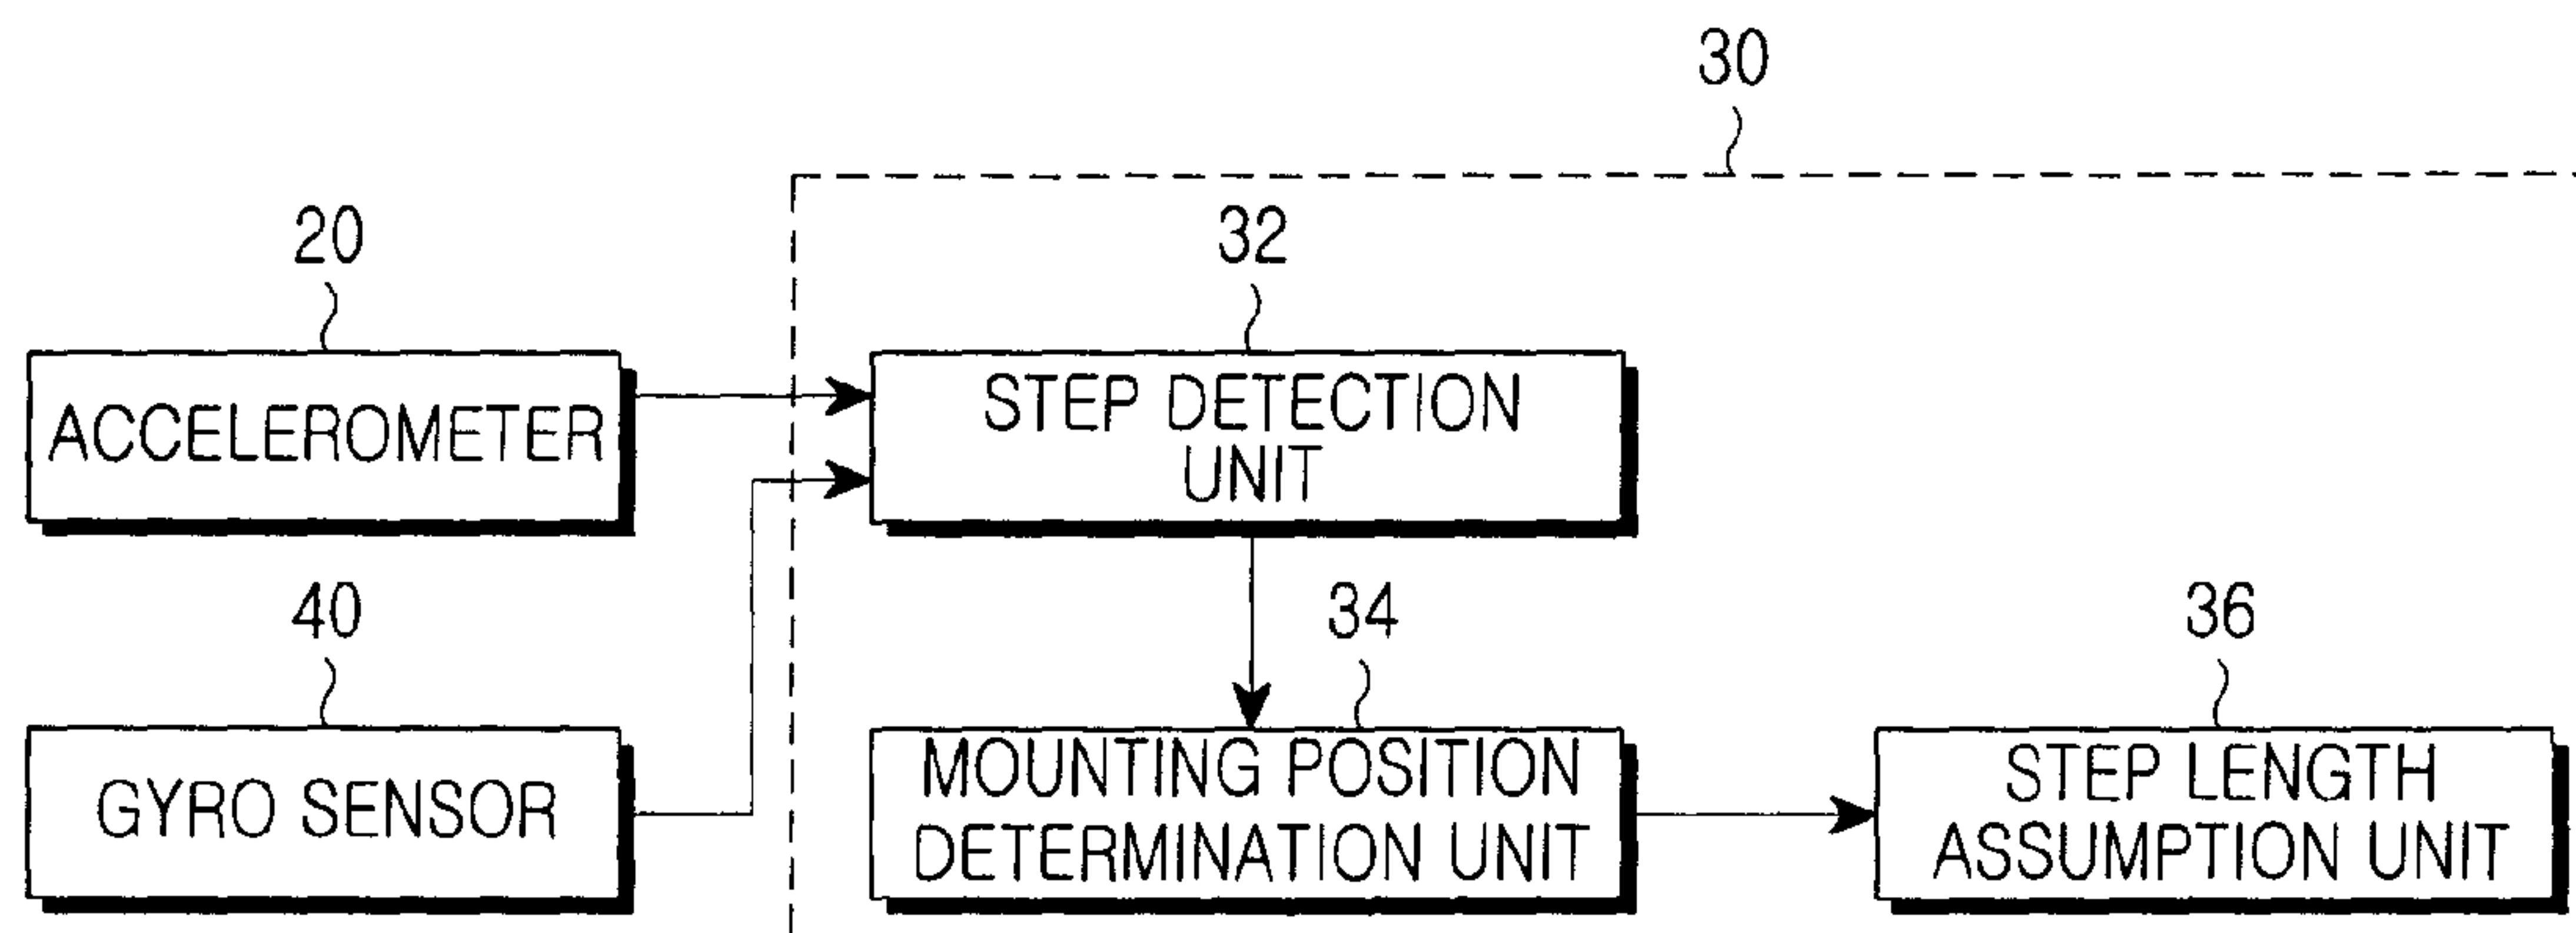 30
20
32
ACCELEROMETER
STEP DETECTION
UNIT
40
34
36
GYRO SENSOR
MOUNTING POSITION
DETERMINATION UNIT
STEP LENGTH
ASSUMPTION UNIT